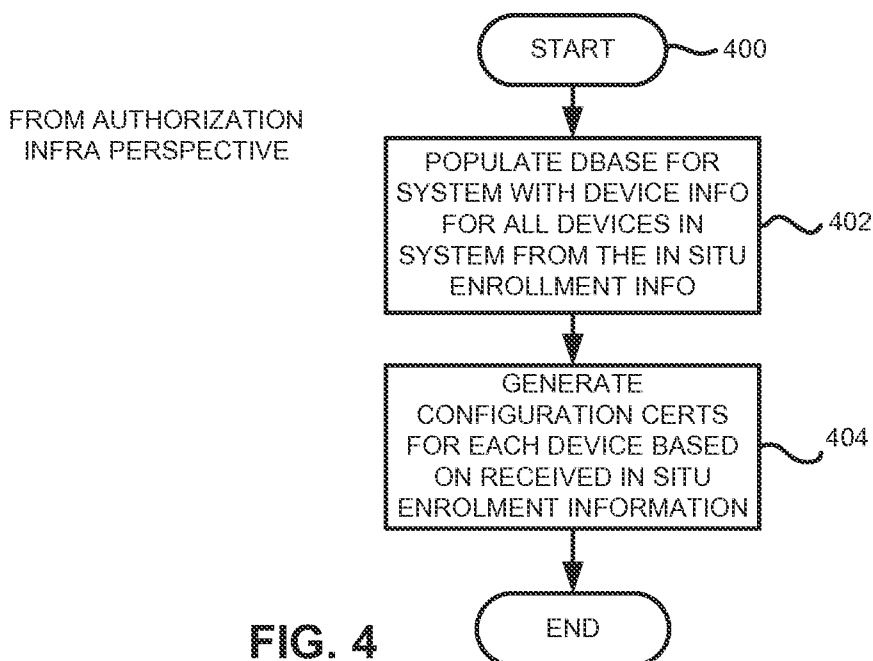 START
400
FROM AUTHORIZATION
INFRA PERSPECTIVE
POPULATE DBASE FOR
SYSTEM WITH DEVICE INFO
FOR ALL DEVICES IN
SYSTEM FROM THE IN SITU
ENROLLMENT INFO
402
GENERATE
CONFIGURATION CERTS
FOR EACH DEVICE BASED
ON RECEIVED IN SITU
ENROLMENT INFORMATION
404
END
FIG. 4